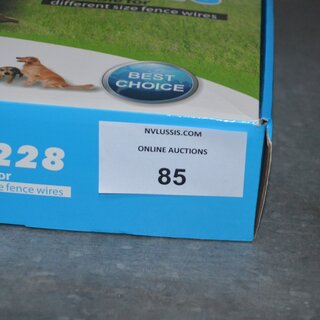 different size fence wires
BEST
CHOICE
NVLUSSIS.COM
ONLINE AUCTIONS
85
228
or
e fence wires